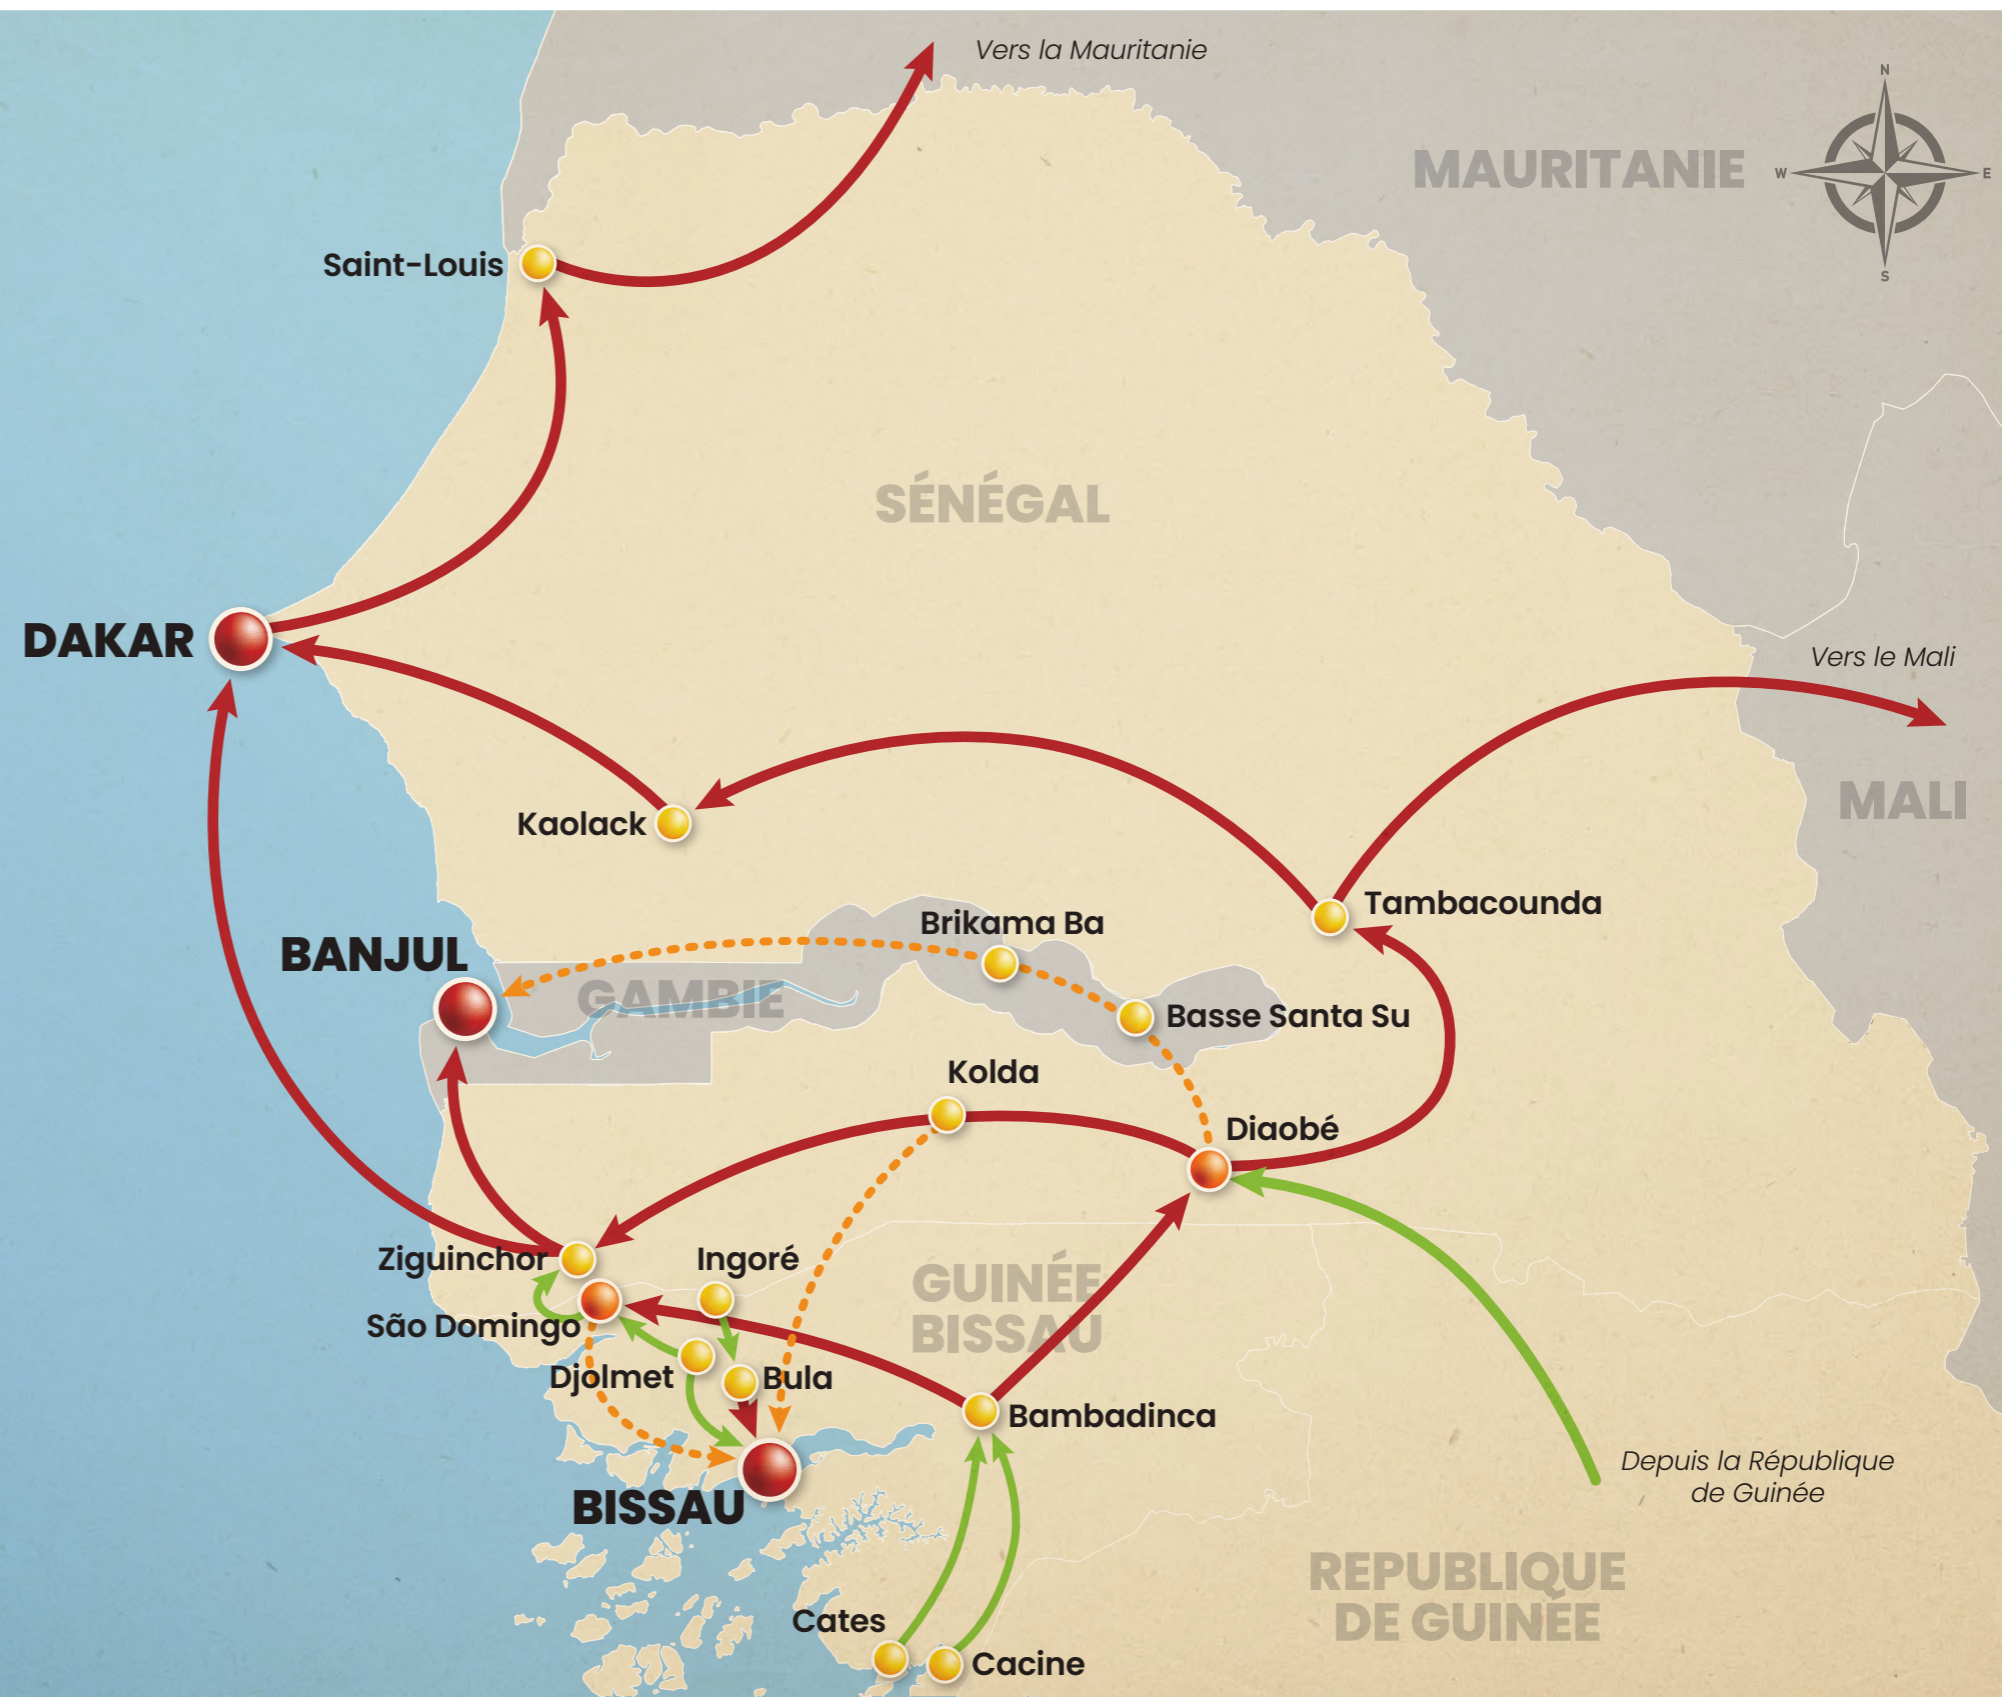 Vers la Mauritanie
N
MAURITANIE
W
E
S
Saint-Louis
SÉNÉGAL
DAKAR
Vers le Mali
MALI
Kaolack
Tambacounda
Brikama Ba
BANJUL
GAMBIE
Basse Santa Su
Kolda
Diaobé
Ziguinchor
Ingoré
GUINÉE
BISSAU
São Domingo
Djolmet
Bula
Bambadinca
Depuis la République
de Guinée
BISSAU
REPUBLIQUE
DE GUINÉE
Cates
Cacine